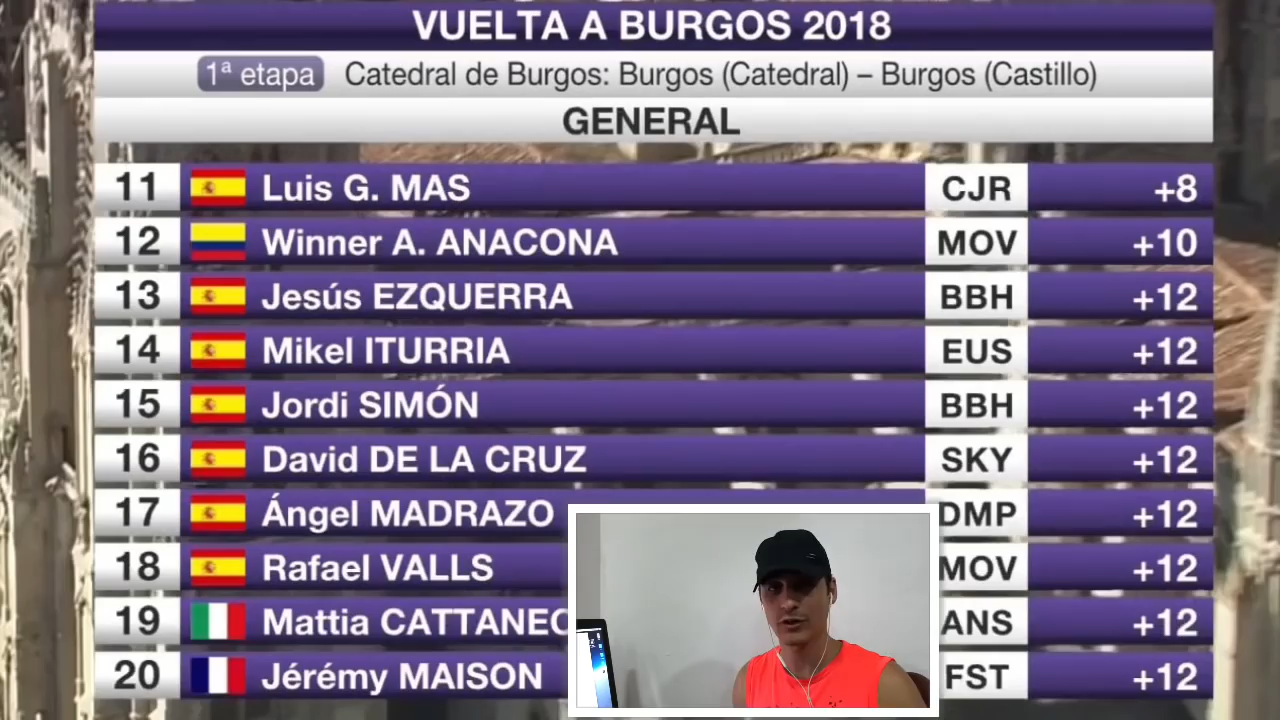 VUELTA A BURGOS 2018
1ª etapa Catedral de Burgos: Burgos (Catedral) – Burgos (Castillo)
GENERAL
11 Luis G. MAS CJR +8
12 Winner A. ANACONA MOV +10
13 Jesús EZQUERRA BBH +12
14 Mikel ITURRIA EUS +12
15 Jordi SIMÓN BBH +12
16 David DE LA CRUZ SKY +12
17 Ángel MADRAZO DMP +12
18 Rafael VALLS MOV +12
19 Mattia CATTANEO ANS +12
20 Jérémy MAISON FST +12